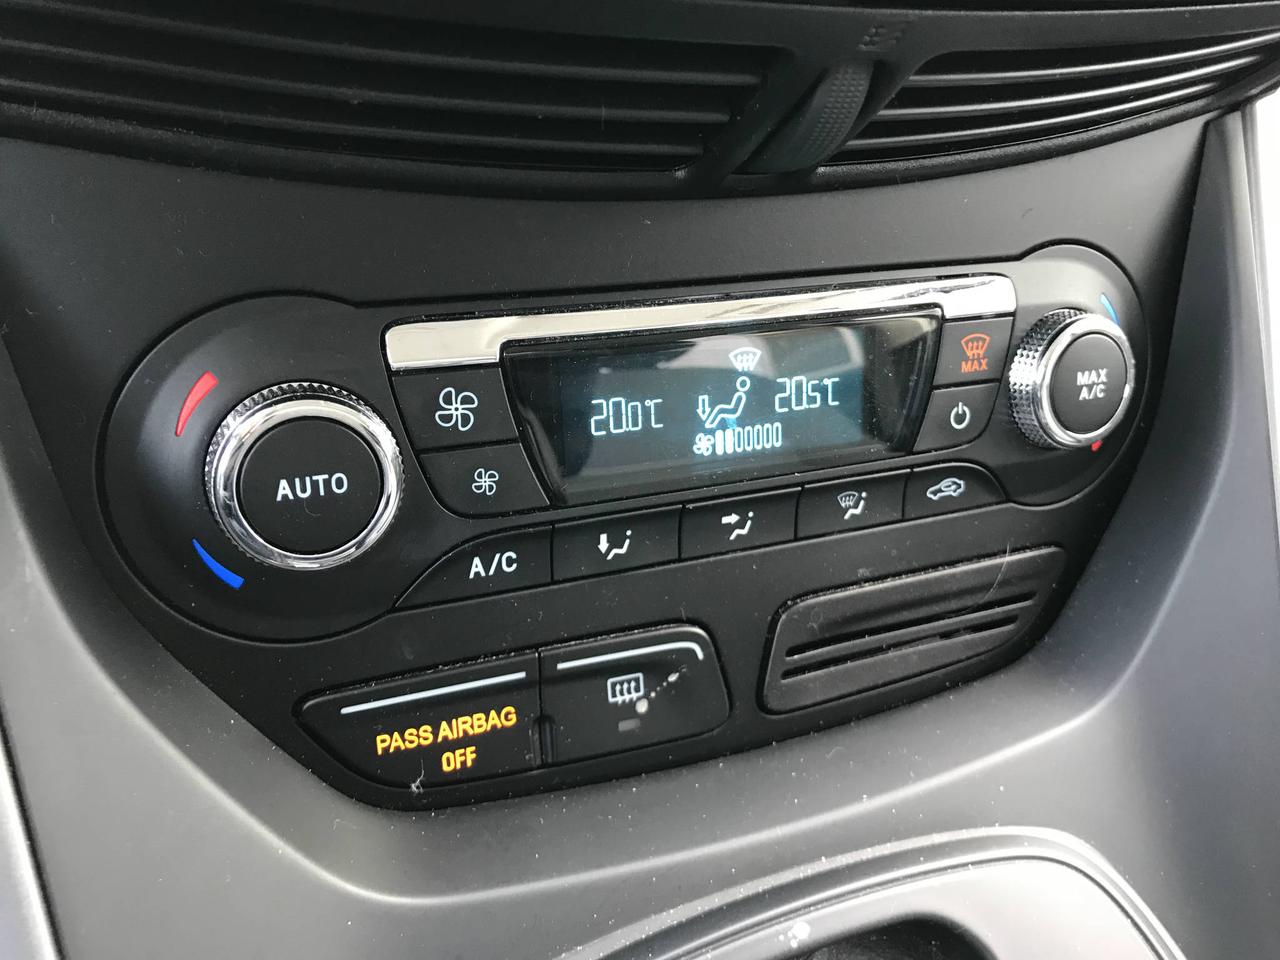 20.0°C
20.5°C
MAX
MAX
A/C
AUTO
A/C
PASS AIRBAG
OFF